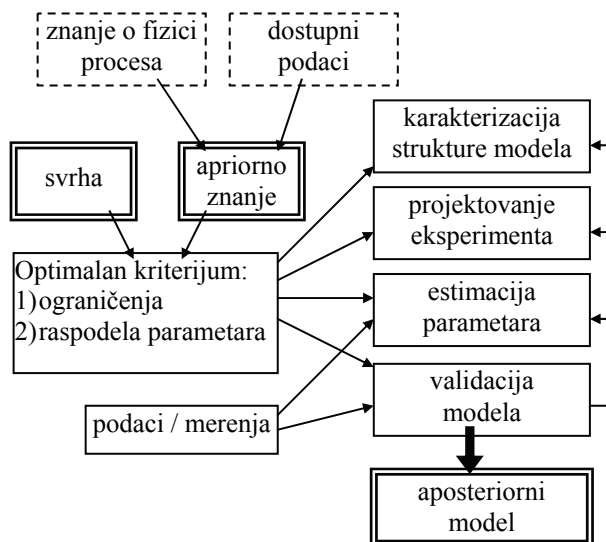 znanje o fizici
procesa
dostupni
podaci
karakterizacija
strukture modela
svrha
apriorno
znanje
projektovanje
eksperimenta
Optimalan kriterijum:
1)ograničenja
2)raspodela parametara
estimacija
parametara
podaci / merenja
validacija
modela
aposteriorni
model